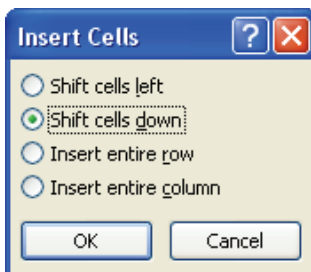 Insert Cells
Shift cells left
Shift cells down
Insert entire row
Insert entire column
OK Cancel